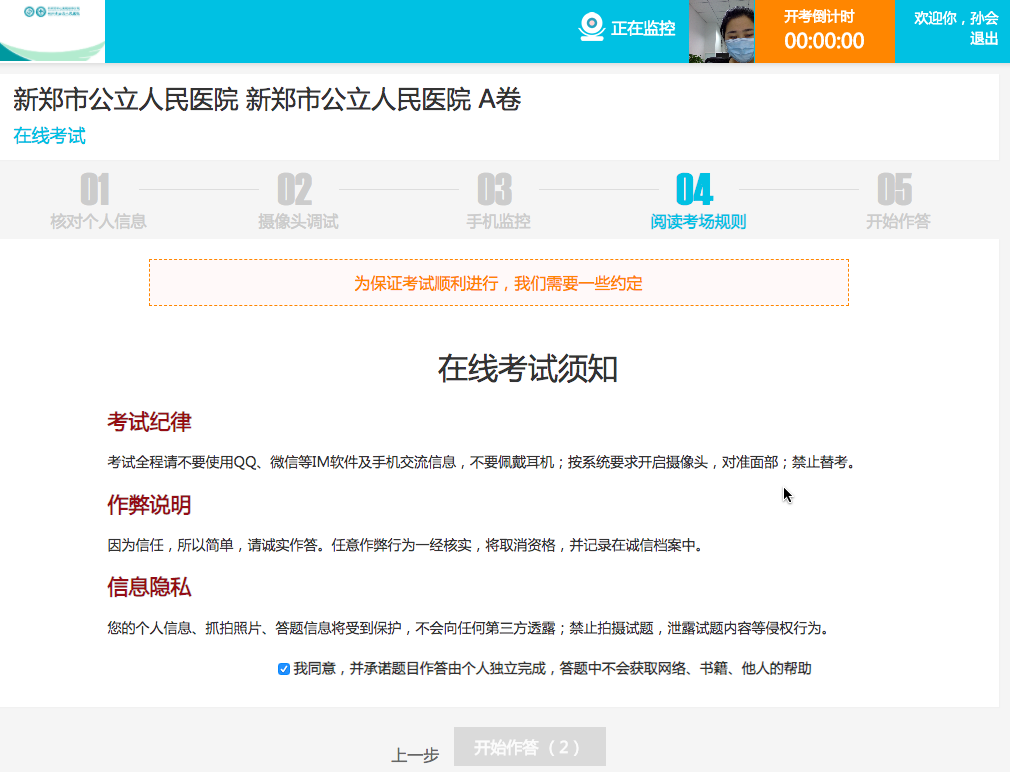 正在监控
开考倒计时
00:00:00
欢迎你，孙会
退出
新郑市公立人民医院 新郑市公立人民医院 A卷
在线考试
01 02 03 04 05
核对个人信息 摄像头调试 手机监控 阅读考场规则 开始作答
为保证考试顺利进行，我们需要一些约定
在线考试须知
考试纪律
考试全程请不要使用QQ、微信等IM软件及手机交流信息，不要佩戴耳机；按系统要求开启摄像头，对准面部；禁止替考。
作弊说明
因为信任，所以简单，请诚实作答。任意作弊行为一经核实，将取消资格，并记录在诚信档案中。
信息隐私
您的个人信息、抓拍照片、答题信息将受到保护，不会向任何第三方透露；禁止拍摄试题，泄露试题内容等侵权行为。
我同意，并承诺题目作答由个人独立完成，答题中不会获取网络、书籍、他人的帮助
上一步 开始作答（2）